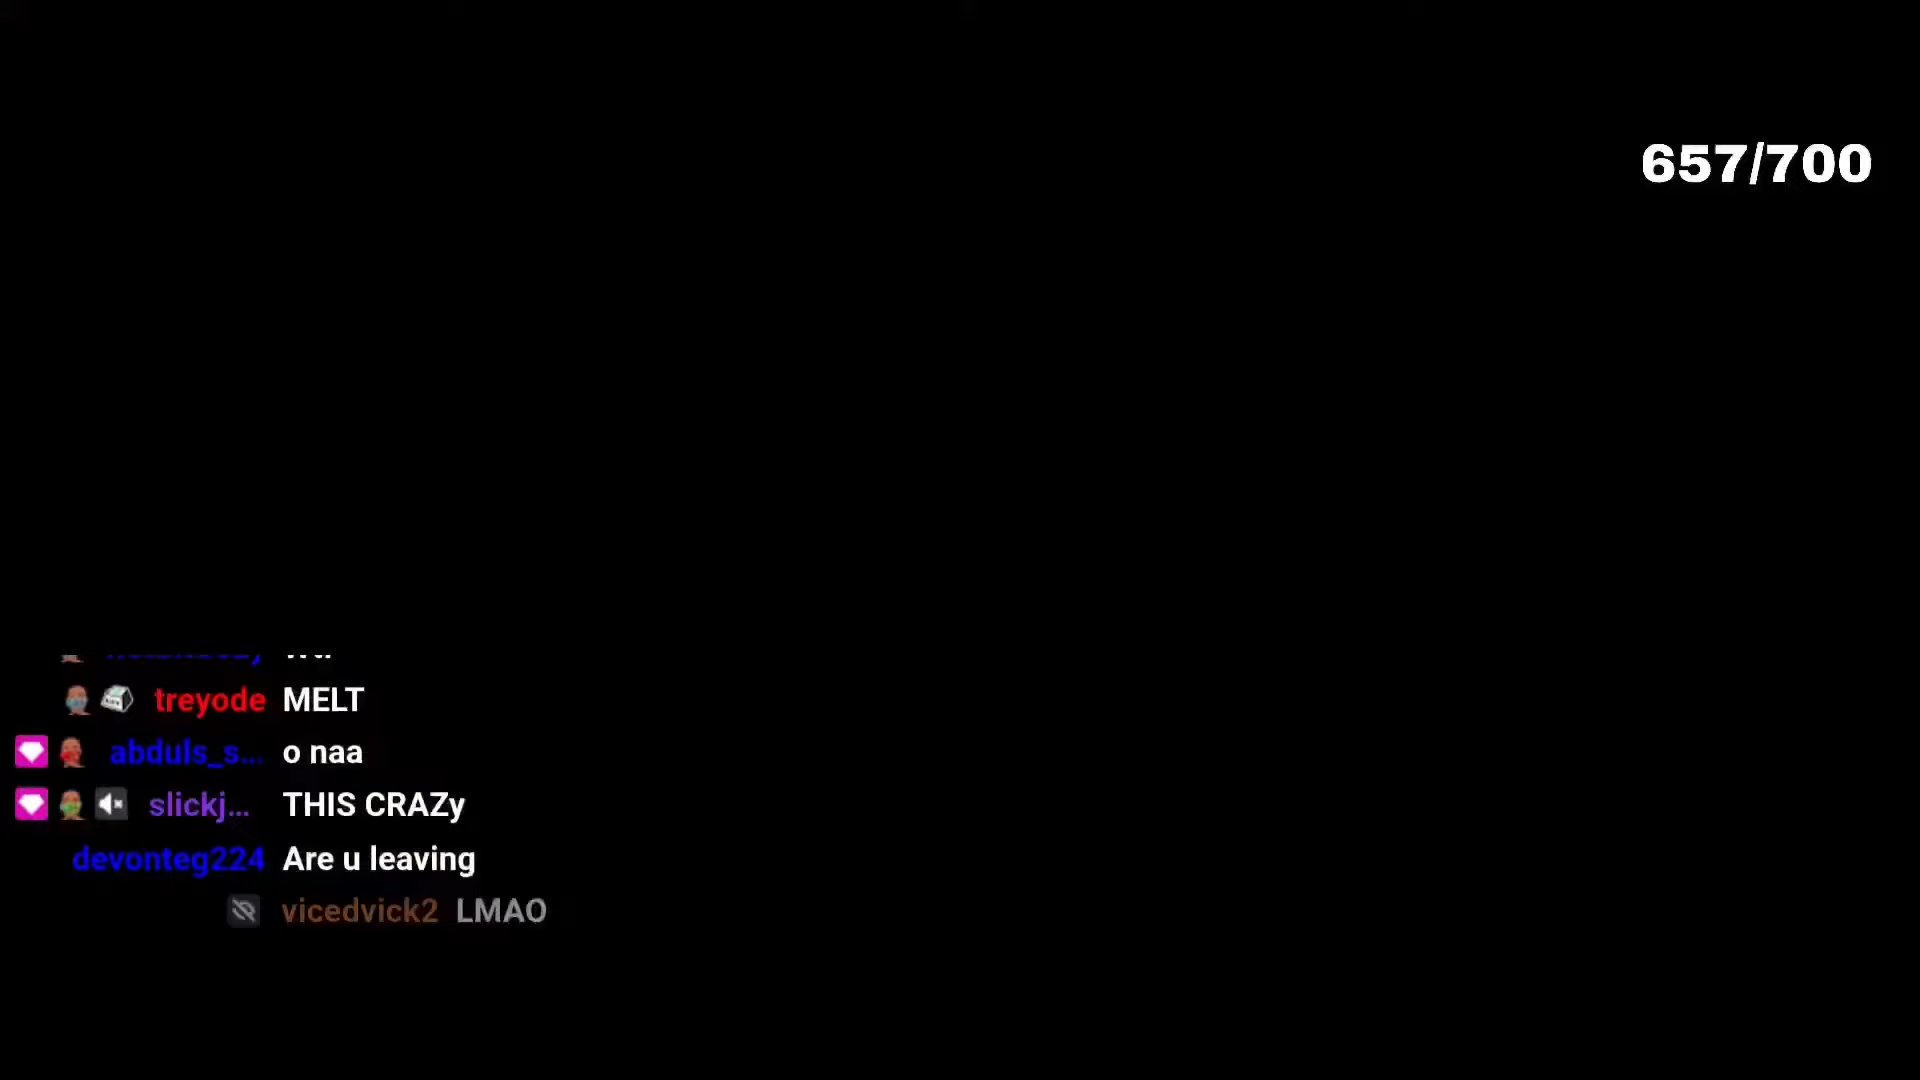 657/700
treyode MELT
abduls_s... o naa
slickj... THIS CRAZy
devonteg224 Are u leaving
vicedvick2 LMAO